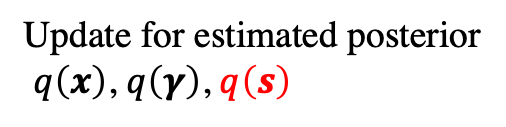 Update for estimated posterior
q(x), q(γ), q(s)